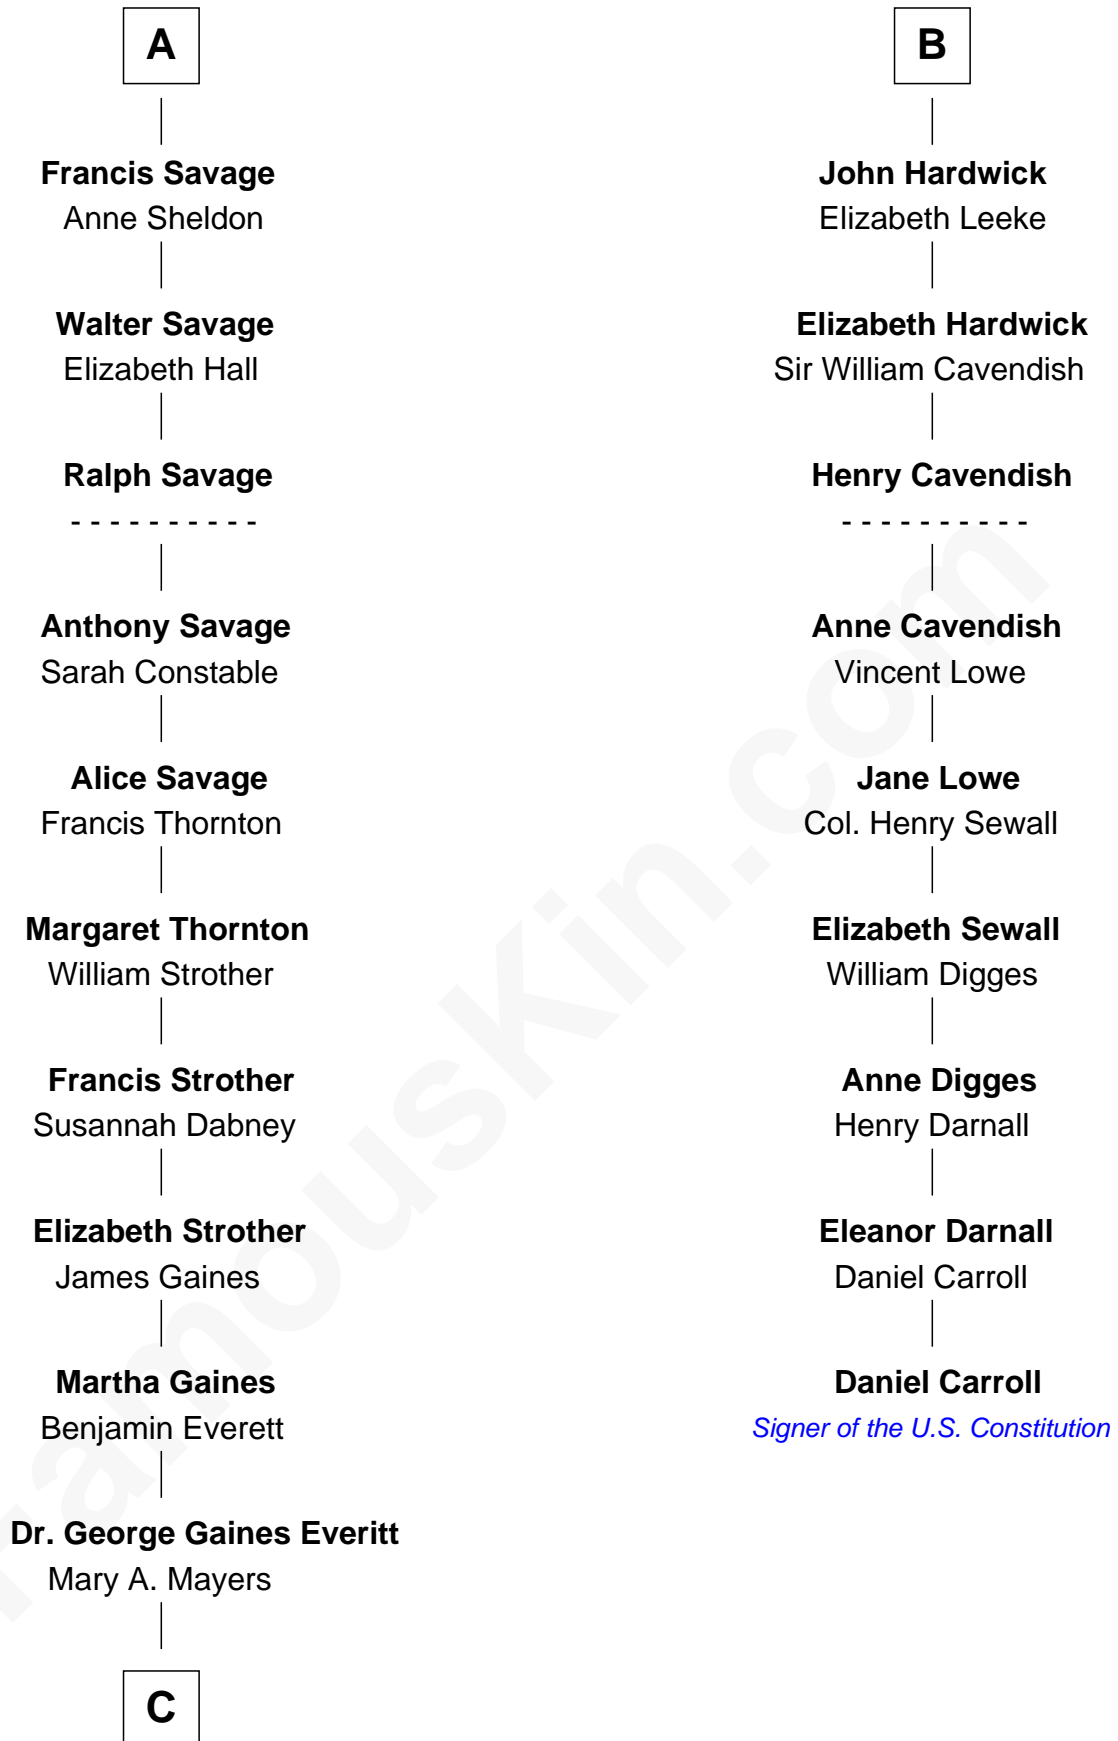 A
Francis Savage
Anne Sheldon
Walter Savage
Elizabeth Hall
Ralph Savage
- - - - - - - - - -
Anthony Savage
Sarah Constable
Alice Savage
Francis Thornton
Margaret Thornton
William Strother
Francis Strother
Susannah Dabney
Elizabeth Strother
James Gaines
Martha Gaines
Benjamin Everett
Dr. George Gaines Everitt
Mary A. Mayers
C
B
John Hardwick
Elizabeth Leeke
Elizabeth Hardwick
Sir William Cavendish
Henry Cavendish
- - - - - - - - - -
Anne Cavendish
Vincent Lowe
Jane Lowe
Col. Henry Sewall
Elizabeth Sewall
William Digges
Anne Digges
Henry Darnall
Eleanor Darnall
Daniel Carroll
Daniel Carroll
Signer of the U.S. Constitution
FamousKin.com